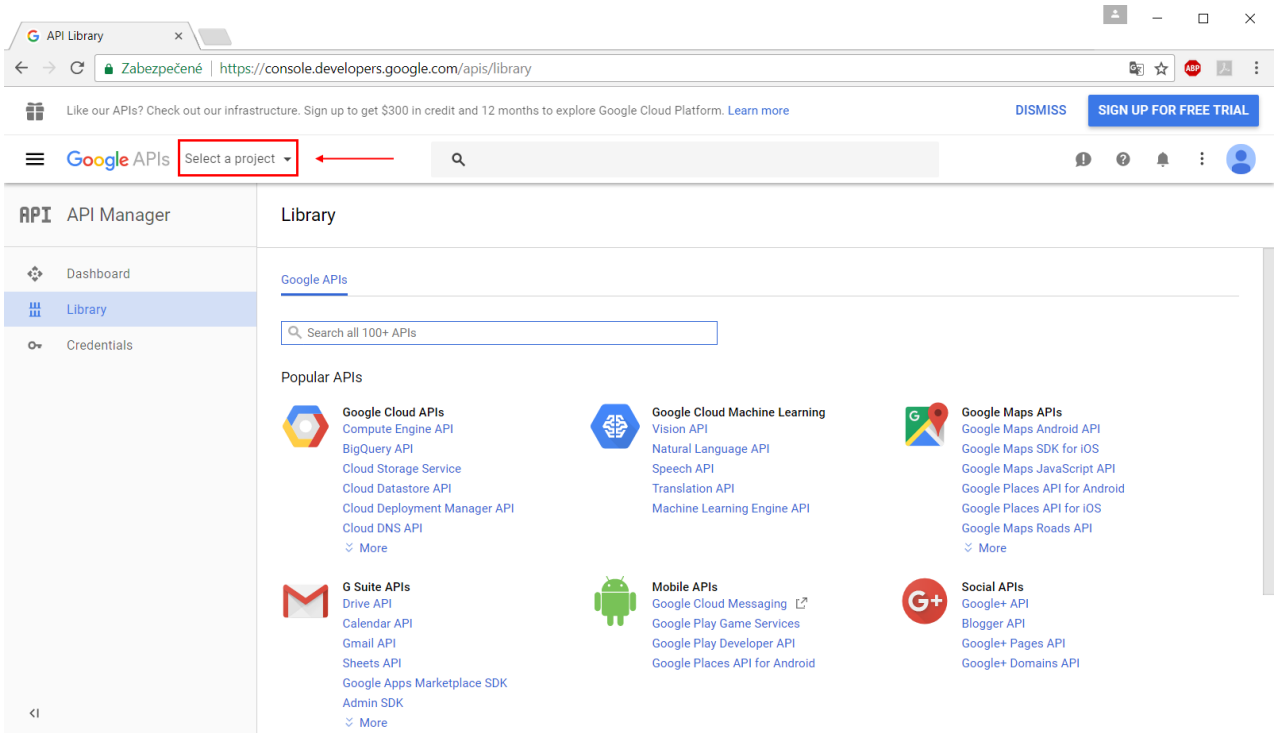 API Library
Zabezpečené | https://console.developers.google.com/apis/library
ABP
Like our APIs? Check out our infrastructure. Sign up to get $300 in credit and 12 months to explore Google Cloud Platform. Learn more
DISMISS
SIGN UP FOR FREE TRIAL
Google APIs
Select a project
API API Manager
Library
Dashboard
Library
Credentials
Google APIs
Search all 100+ APIs
Popular APIs
Google Cloud APIs
Compute Engine API
BigQuery API
Cloud Storage Service
Cloud Datastore API
Cloud Deployment Manager API
Cloud DNS API
More
Google Cloud Machine Learning
Vision API
Natural Language API
Speech API
Translation API
Machine Learning Engine API
G
Google Maps APIs
Google Maps Android API
Google Maps SDK for iOS
Google Maps JavaScript API
Google Places API for Android
Google Places API for iOS
Google Maps Roads API
More
G Suite APIs
Drive API
Calendar API
Gmail API
Sheets API
Google Apps Marketplace SDK
Admin SDK
More
Mobile APIs
Google Cloud Messaging
Google Play Game Services
Google Play Developer API
Google Places API for Android
G+
Social APIs
Google+ API
Blogger API
Google+ Pages API
Google+ Domains API